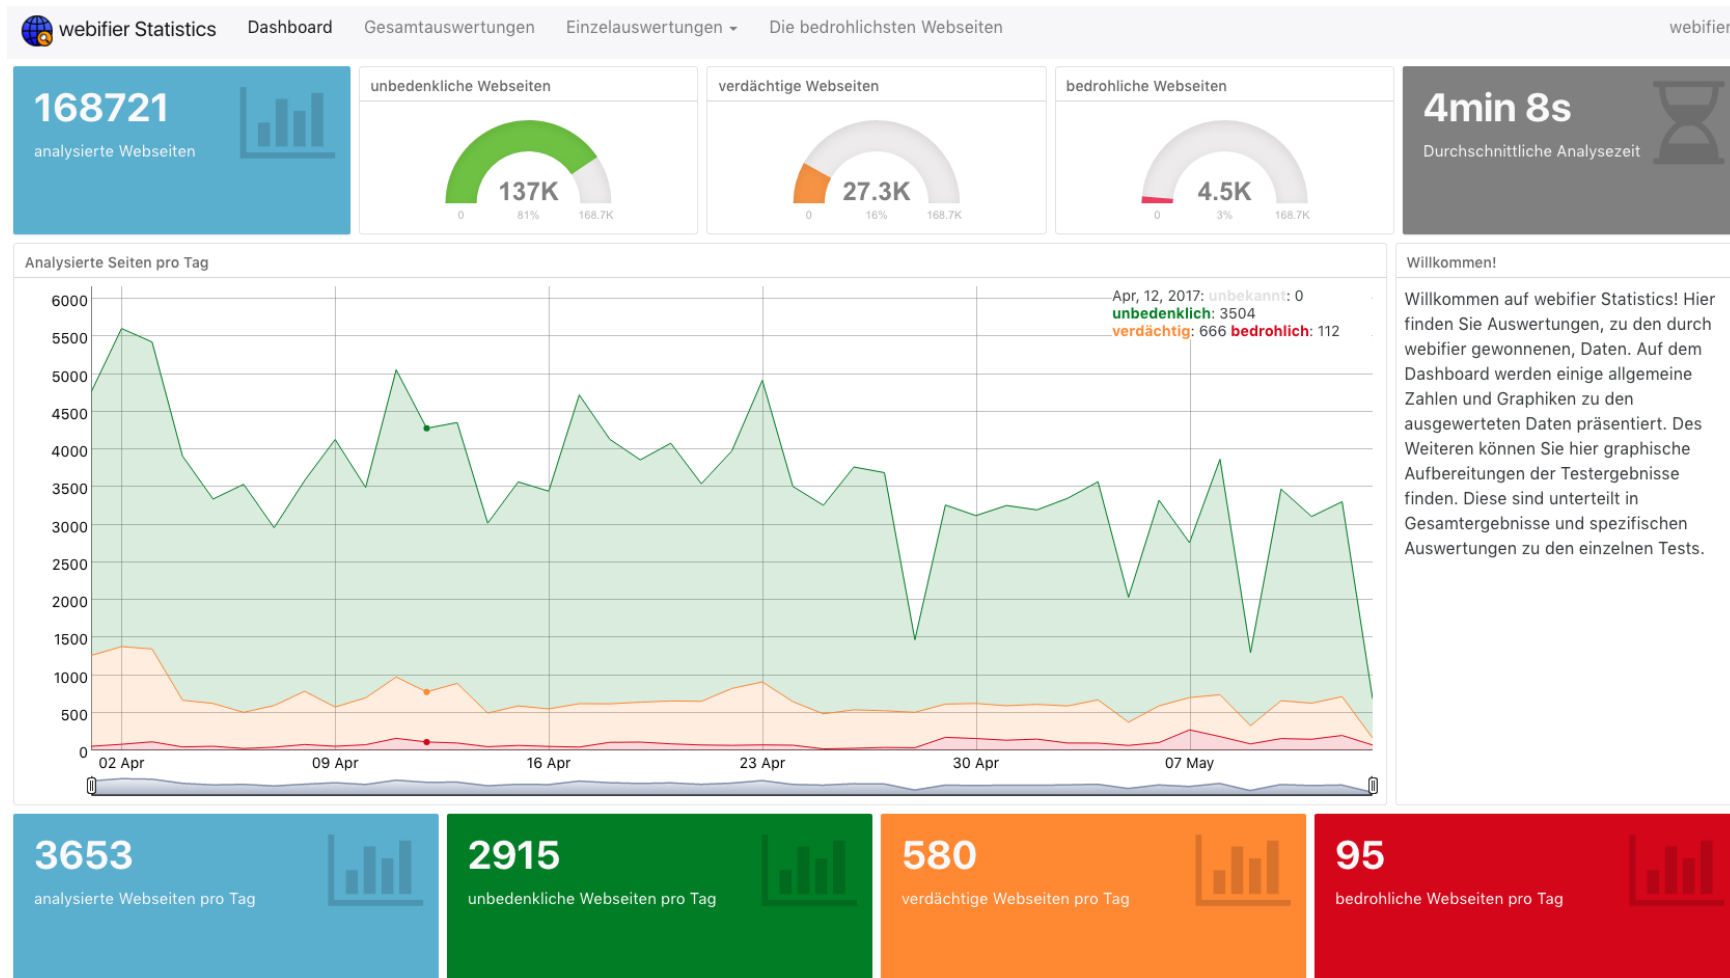 webifier Statistics Dashboard Gesamtauswertungen Einzelauswertungen Die bedrohlichsten Webseiten webifier
168721
analysierte Webseiten
unbedenkliche Webseiten
137K
0 81% 168.7K
verdächtige Webseiten
27.3K
0 16% 168.7K
bedrohliche Webseiten
4.5K
0 3% 168.7K
4min 8s
Durchschnittliche Analysezeit
Analysierte Seiten pro Tag
Apr, 12, 2017: unbekannt: 0
unbedenklich: 3504
verdächtig: 666 bedrohlich: 112
6000
5500
5000
4500
4000
3500
3000
2500
2000
1500
1000
500
0
02 Apr 09 Apr 16 Apr 23 Apr 30 Apr 07 May
Willkommen!
Willkommen auf webifier Statistics! Hier
finden Sie Auswertungen, zu den durch
webifier gewonnenen, Daten. Auf dem
Dashboard werden einige allgemeine
Zahlen und Graphiken zu den
ausgewerteten Daten präsentiert. Des
Weiteren können Sie hier graphische
Aufbereitungen der Testergebnisse
finden. Diese sind unterteilt in
Gesamtergebnisse und spezifischen
Auswertungen zu den einzelnen Tests.
3653
analysierte Webseiten pro Tag
2915
unbedenkliche Webseiten pro Tag
580
verdächtige Webseiten pro Tag
95
bedrohliche Webseiten pro Tag